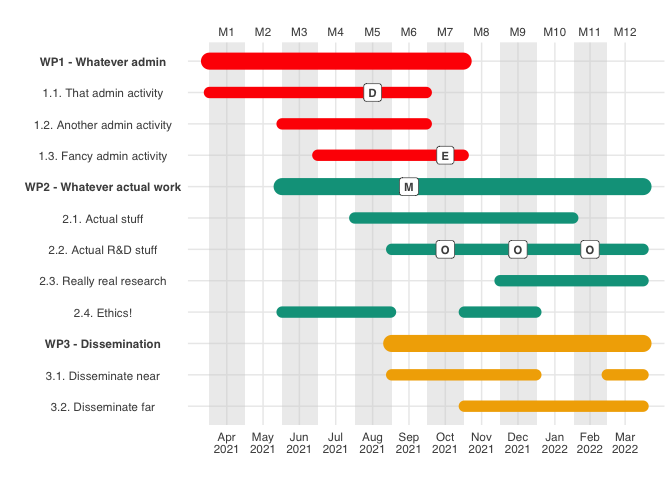 M1 M2 M3 M4 M5 M6 M7 M8 M9 M10 M11 M12
WP1 - Whatever admin
1.1. That admin activity D
1.2. Another admin activity
1.3. Fancy admin activity E
WP2 - Whatever actual work M
2.1. Actual stuff
2.2. Actual R&D stuff O O O
2.3. Really real research
2.4. Ethics!
WP3 - Dissemination
3.1. Disseminate near
3.2. Disseminate far
Apr May Jun Jul Aug Sep Oct Nov Dec Jan Feb Mar
2021 2021 2021 2021 2021 2021 2021 2021 2021 2022 2022 2022